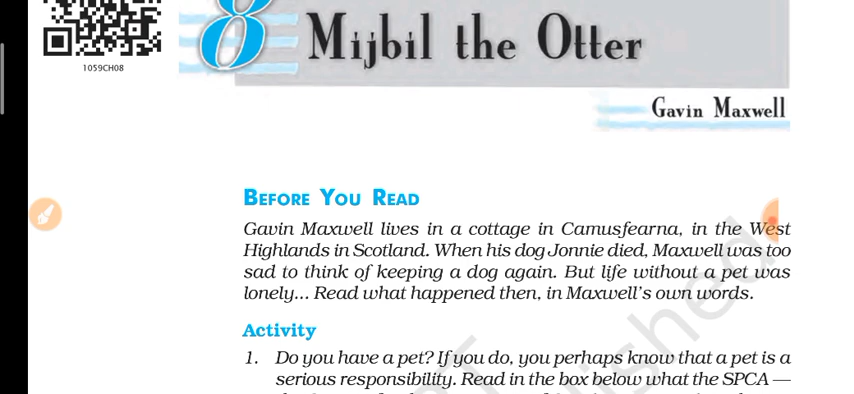 8 Mijbil the Otter
1059CH08
Gavin Maxwell
BEFORE YOU READ
Gavin Maxwell lives in a cottage in Camusfearna, in the West
Highlands in Scotland. When his dog Jonnie died, Maxwell was too
sad to think of keeping a dog again. But life without a pet was
lonely... Read what happened then, in Maxwell's own words.
Activity
1. Do you have a pet? If you do, you perhaps know that a pet is a
serious responsibility. Read in the box below what the SPCA —